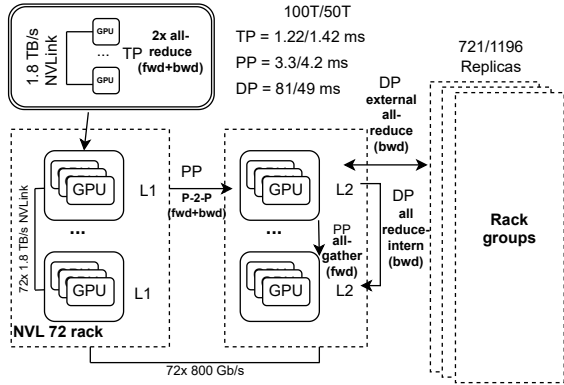 1.8 TB/s
NVLink
GPU
...
GPU
TP
2x all-
reduce
(fwd+bwd)
100T/50T
TP = 1.22/1.42 ms
PP = 3.3/4.2 ms
DP = 81/49 ms
721/1196
Replicas
DP
external
all-
reduce
(bwd)
72x 1.8 TB/s NVLink
GPU
L1
...
GPU
L1
NVL 72 rack
PP
P-2-P
(fwd+bwd)
GPU
L2
...
PP
all-
gather
(fwd)
GPU
L2
DP
all
reduce-
intern
(bwd)
Rack
groups
72x 800 Gb/s